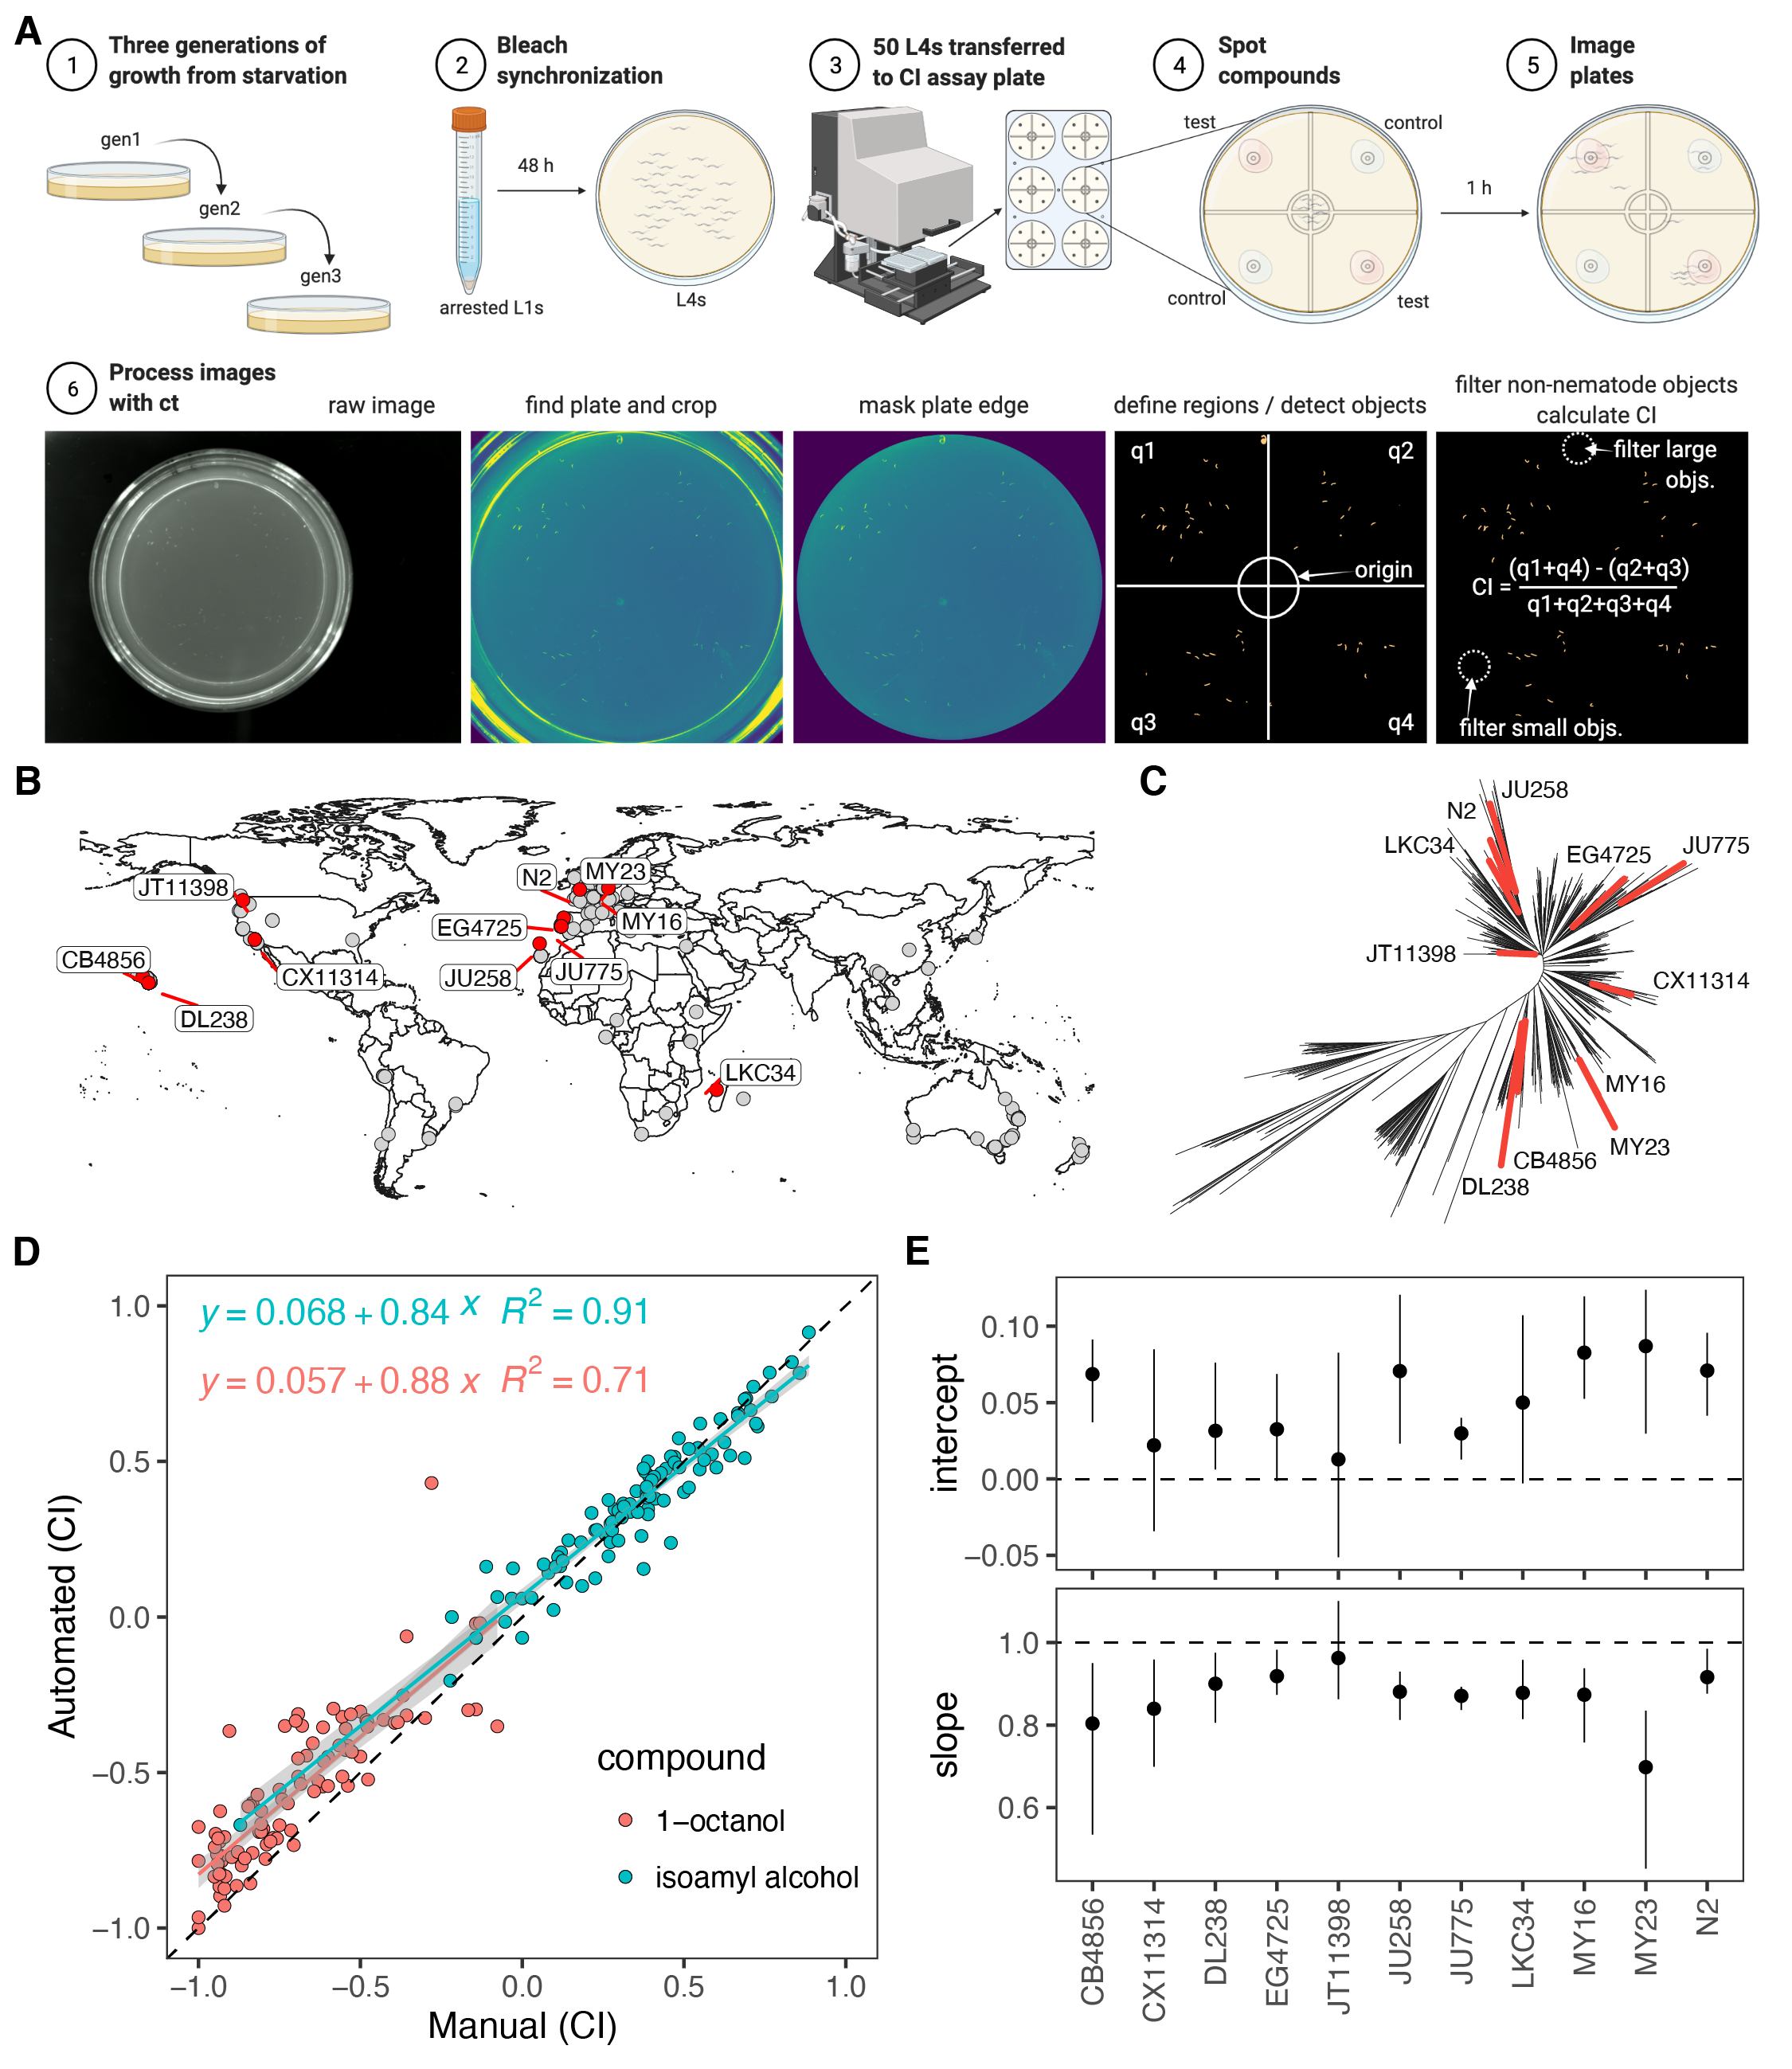 A
1 Three generations of
growth from starvation
2 Bleach
synchronization
3 50 L4s transferred
to CI assay plate
4 Spot
compounds
5 Image
plates
gen1
gen2
gen3
48 h
arrested L1s
L4s
test
control
control
test
1 h
6 Process images
with ct
raw image
find plate and crop
mask plate edge
define regions / detect objects
filter non-nematode objects
calculate CI
q1
q2
origin
q3
q4
filter large
objs.
CI = (q1+q4) - (q2+q3)
q1+q2+q3+q4
filter small objs.
B
JT11398
CB4856
DL238
CX11314
N2
MY23
EG4725
MY16
JU258
JU775
LKC34
C
JU258
N2
LKC34
EG4725
JU775
JT11398
CX11314
MY16
MY23
CB4856
DL238
D
y = 0.068 + 0.84 x R2 = 0.91
y = 0.057 + 0.88 x R2 = 0.71
Automated (CI)
1.0
0.5
0.0
−0.5
−1.0
compound
1−octanol
isoamyl alcohol
−1.0 −0.5 0.0 0.5 1.0
Manual (CI)
E
intercept
0.10
0.05
0.00
−0.05
slope
1.0
0.8
0.6
CB4856
CX11314
DL238
EG4725
JT11398
JU258
JU775
LKC34
MY16
MY23
N2